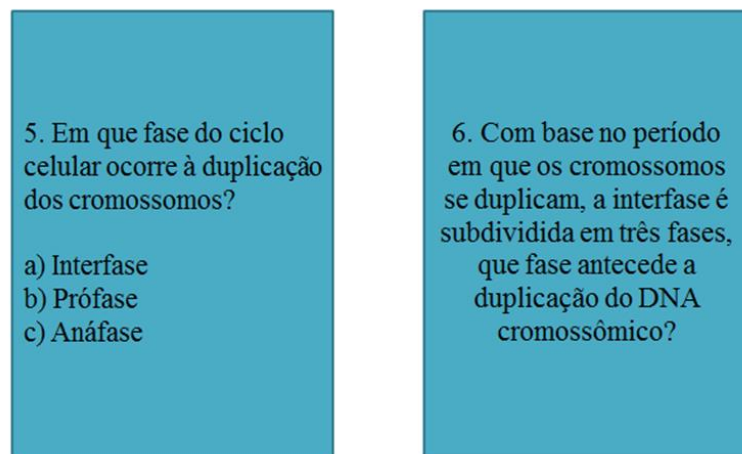 5. Em que fase do ciclo
celular ocorre à duplicação
dos cromossomos?
a) Interfase
b) Prófase
c) Anáfase
6. Com base no período
em que os cromossomos
se duplicam, a interfase é
subdividida em três fases,
que fase antecede a
duplicação do DNA
cromossômico?